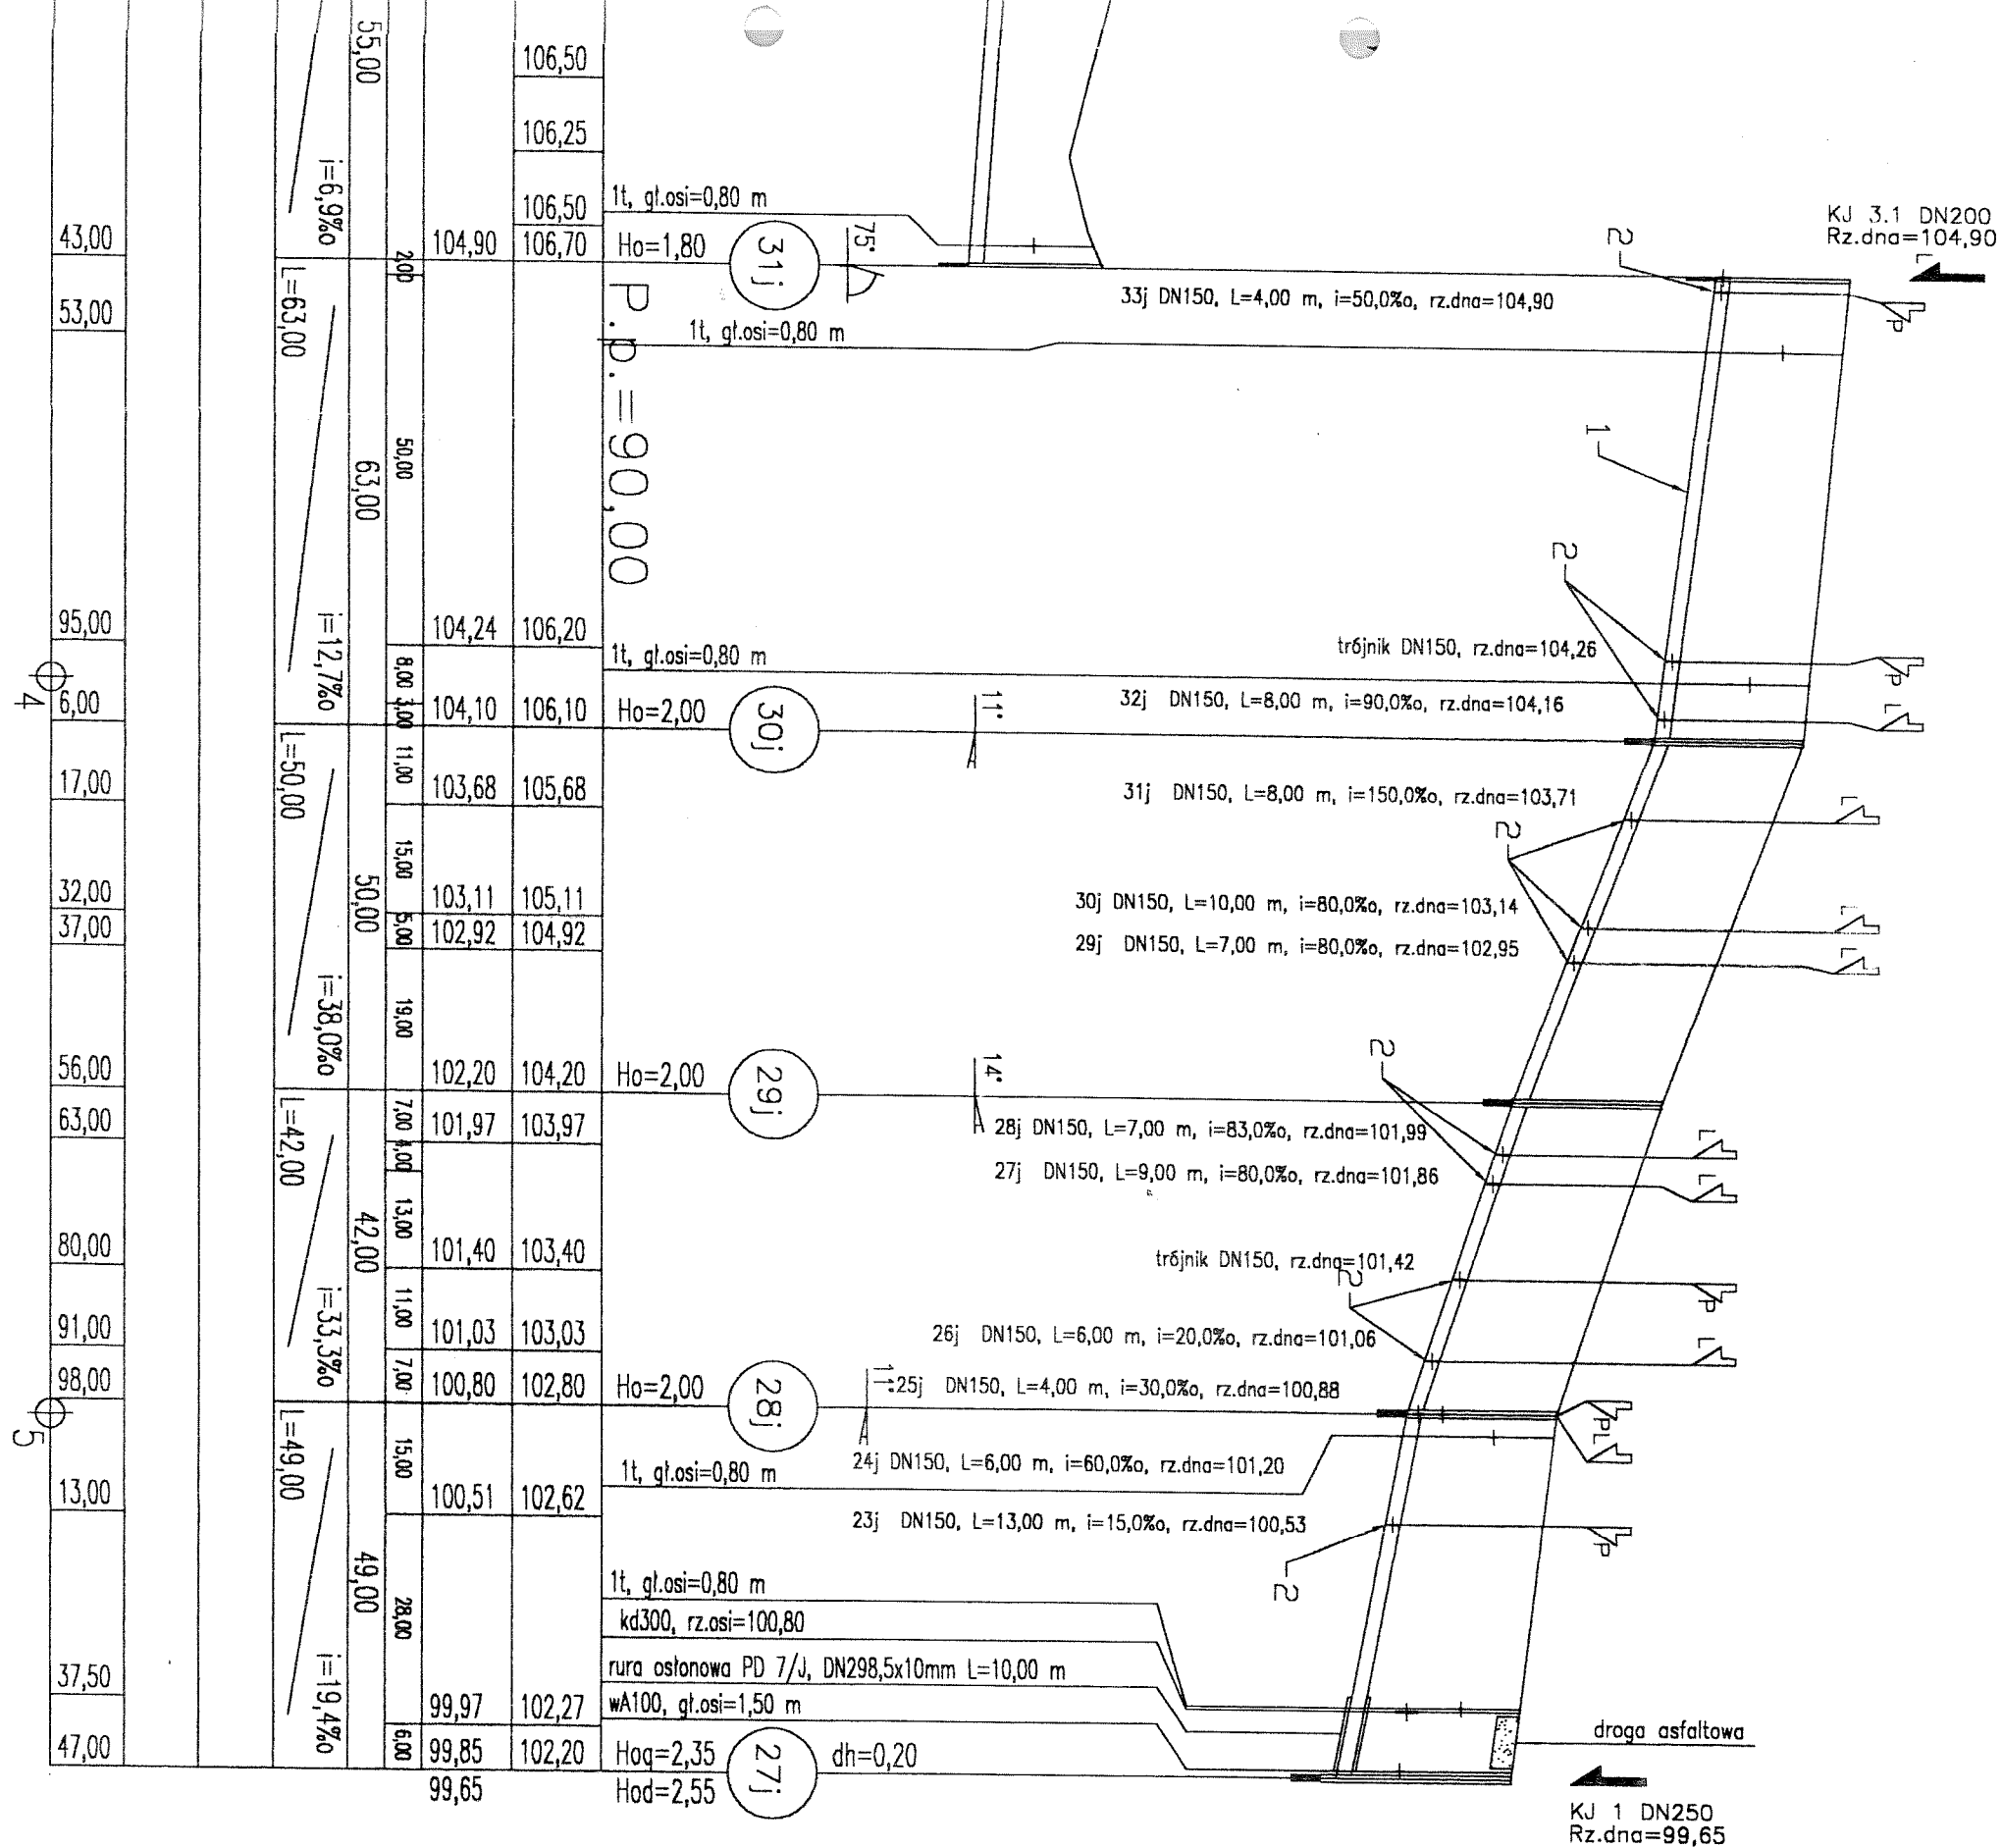 55,00
106,50
106,25
106,50
i=6,9‰
43,00
2,00
104,90
106,70
1t, gł.osi=0,80 m
Ho=1,80
31j
75°
KJ 3.1 DN200
Rz.dna=104,90
L
2
P
53,00
L=63,00
P.p.=90,00
33j DN150, L=4,00 m, i=50,0‰, rz.dna=104,90
1t, gł.osi=0,80 m
50,00
63,00
1
2
95,00
i=12,7‰
104,24
106,20
1t, gł.osi=0,80 m
trójnik DN150, rz.dna=104,26
P
4
6,00
8,00
3,00
104,10
106,10
Ho=2,00
30j
11°
32j DN150, L=8,00 m, i=90,0‰, rz.dna=104,16
L
17,00
L=50,00
11,00
103,68
105,68
31j DN150, L=8,00 m, i=150,0‰, rz.dna=103,71
L
2
15,00
32,00
50,00
103,11
105,11
30j DN150, L=10,00 m, i=80,0‰, rz.dna=103,14
L
37,00
5,00
102,92
104,92
29j DN150, L=7,00 m, i=80,0‰, rz.dna=102,95
L
i=38,0‰
19,00
2
56,00
102,20
104,20
Ho=2,00
29j
14°
63,00
L=42,00
7,00
101,97
103,97
28j DN150, L=7,00 m, i=83,0‰, rz.dna=101,99
L
4,00
27j DN150, L=9,00 m, i=80,0‰, rz.dna=101,86
L
13,00
42,00
80,00
101,40
103,40
trójnik DN150, rz.dna=101,42
P
2
91,00
i=33,3‰
11,00
101,03
103,03
26j DN150, L=6,00 m, i=20,0‰, rz.dna=101,06
L
98,00
7,00
100,80
102,80
Ho=2,00
28j
25j DN150, L=4,00 m, i=30,0‰, rz.dna=100,88
P
L
5
L=49,00
15,00
24j DN150, L=6,00 m, i=60,0‰, rz.dna=101,20
1t, gł.osi=0,80 m
13,00
100,51
102,62
23j DN150, L=13,00 m, i=15,0‰, rz.dna=100,53
P
2
49,00
28,00
1t, gł.osi=0,80 m
kd300, rz.osi=100,80
rura osłonowa PD 7/J, DN298,5x10mm L=10,00 m
37,50
i=19,4‰
99,97
102,27
wA100, gł.osi=1,50 m
droga asfaltowa
47,00
6,00
99,85
102,20
Hog=2,35
27j
dh=0,20
99,65
Hod=2,55
KJ 1 DN250
Rz.dna=99,65